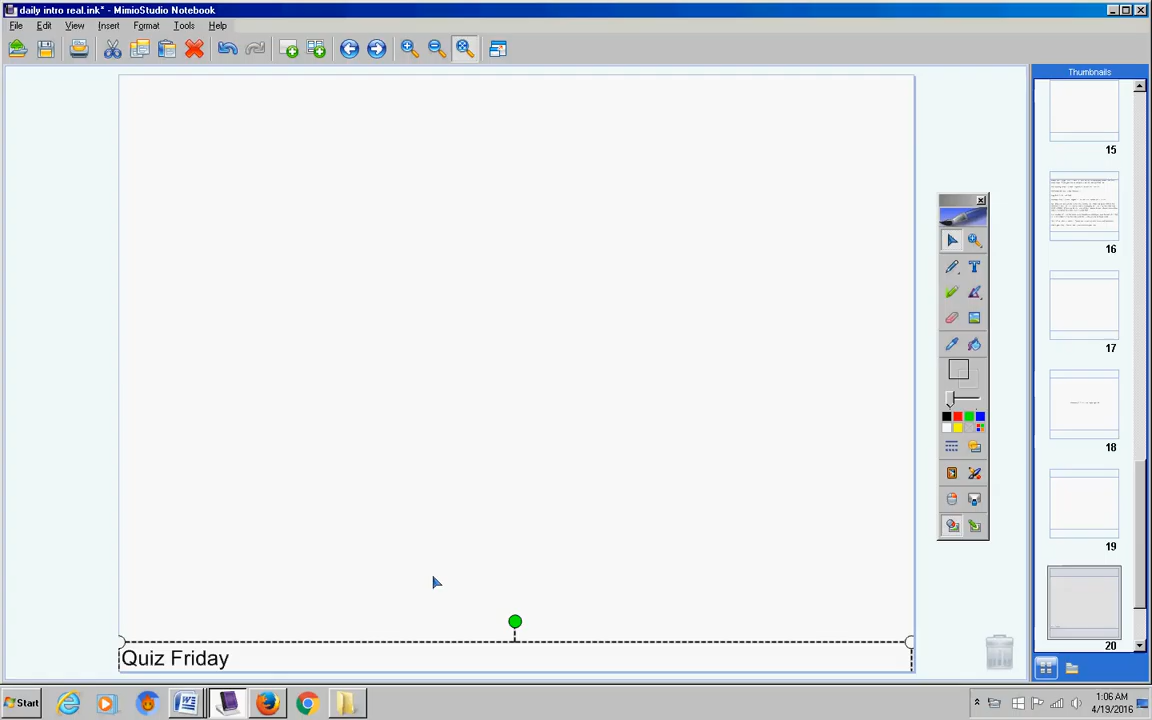 daily intro real.ink* - MimioStudio Notebook
File Edit View Insert Format Tools Help
Thumbnails
15
16
17
18
19
20
Quiz Friday
Start
1:06 AM
4/19/2016